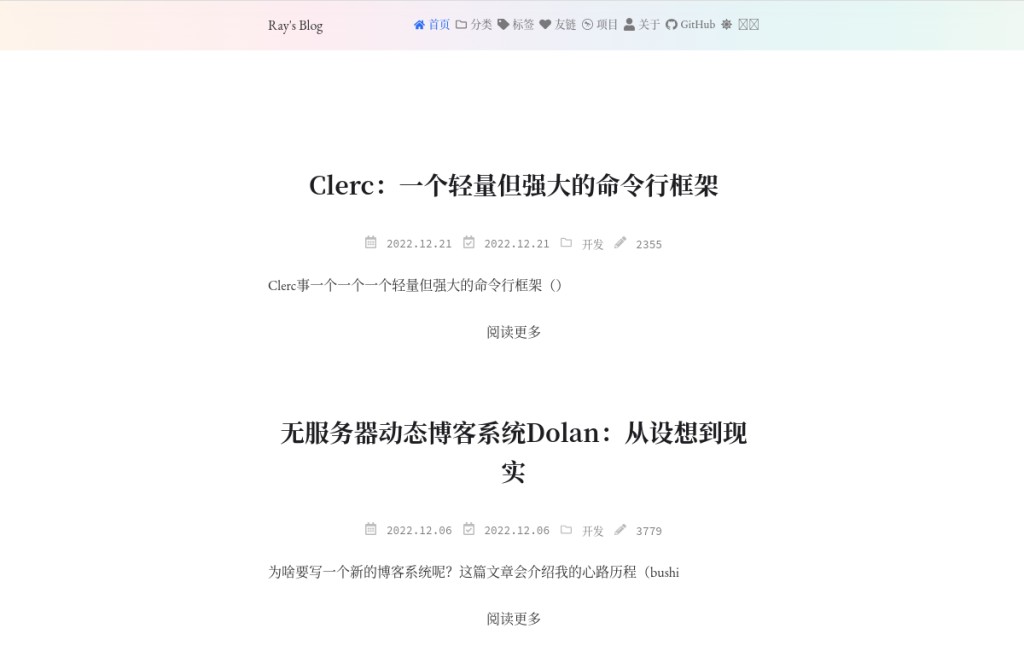 Ray's Blog 首页 分类 标签 友链 项目 关于 GitHub
Clerc：一个轻量但强大的命令行框架
2022.12.21 2022.12.21 开发 2355
Clerc事一个一个一个轻量但强大的命令行框架（）
阅读更多
无服务器动态博客系统Dolan：从设想到现
实
2022.12.06 2022.12.06 开发 3779
为啥要写一个新的博客系统呢？这篇文章会介绍我的心路历程（bushi
阅读更多